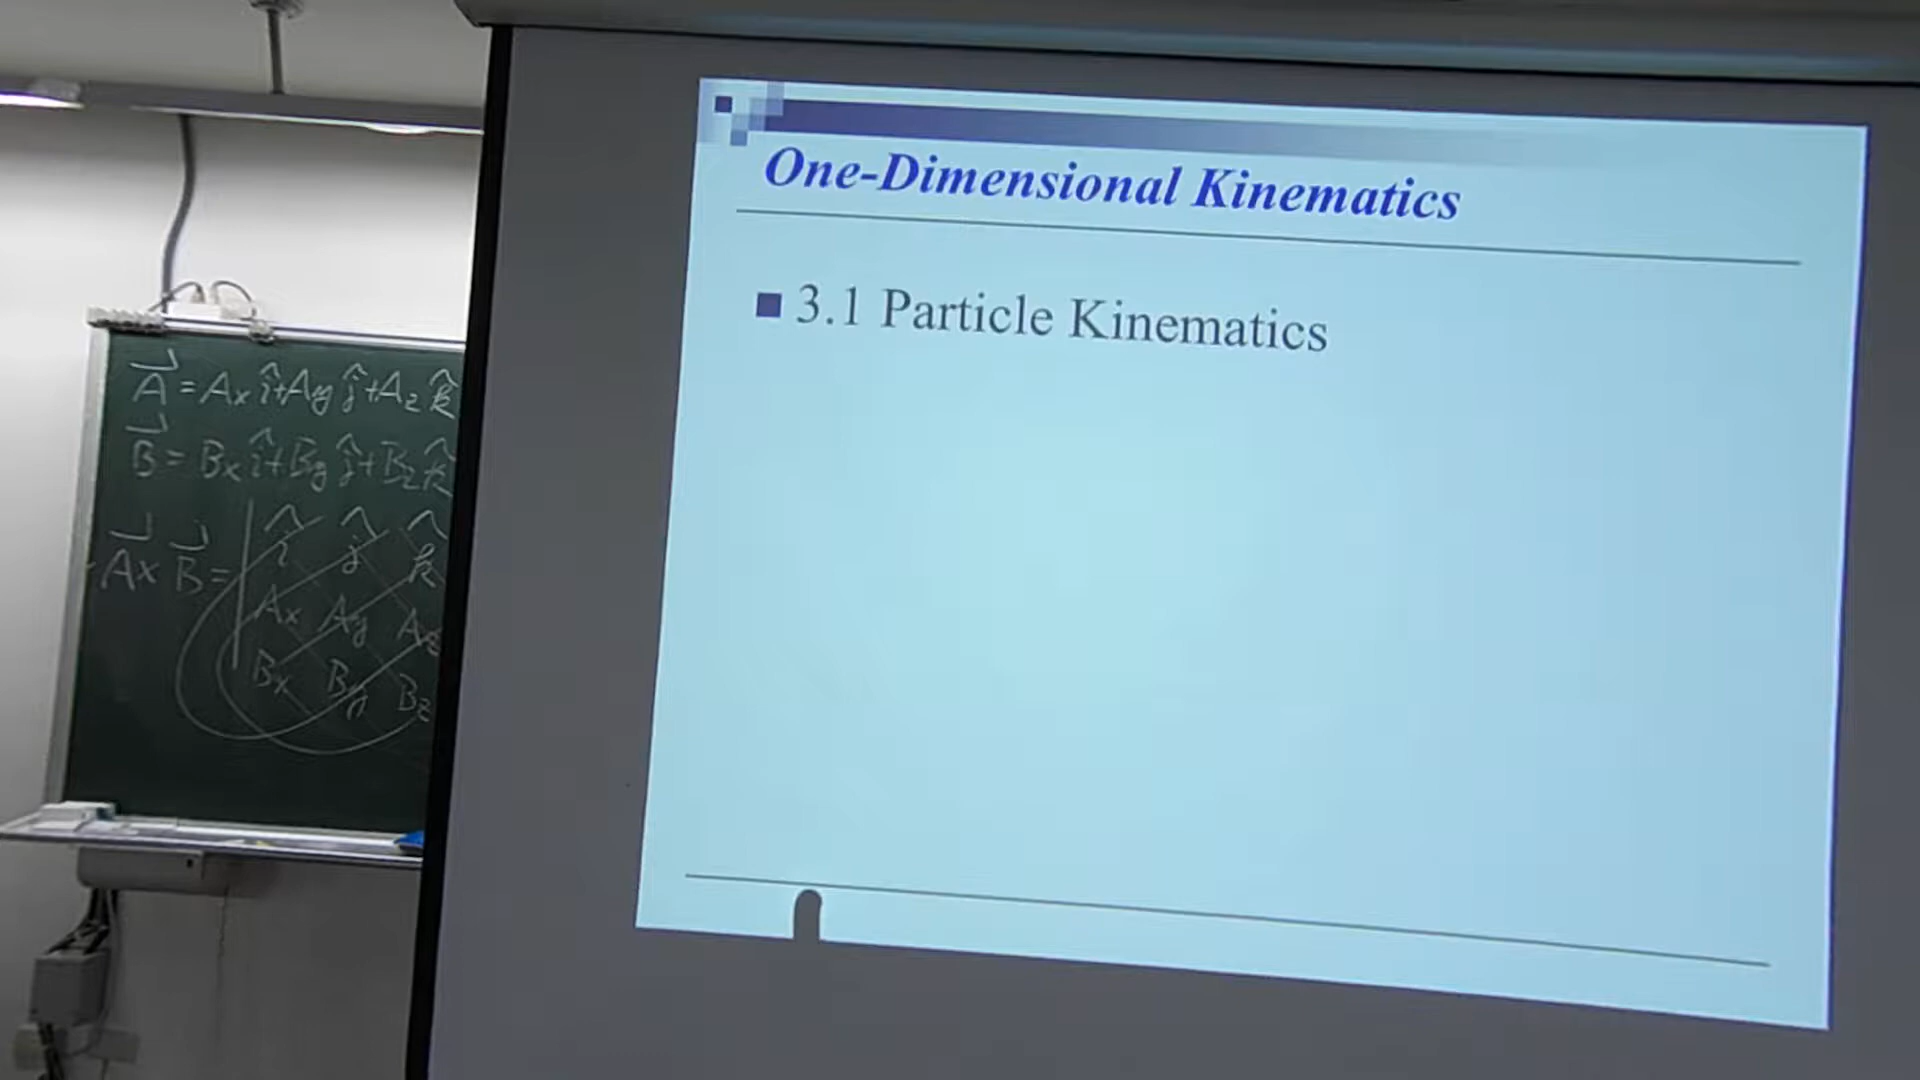 One-Dimensional Kinematics
3.1 Particle Kinematics
A = Ax i + Ay j + Az k
B = Bx i + By j + Bz k
A x B = | i j k
Ax Ay Az
Bx By Bz